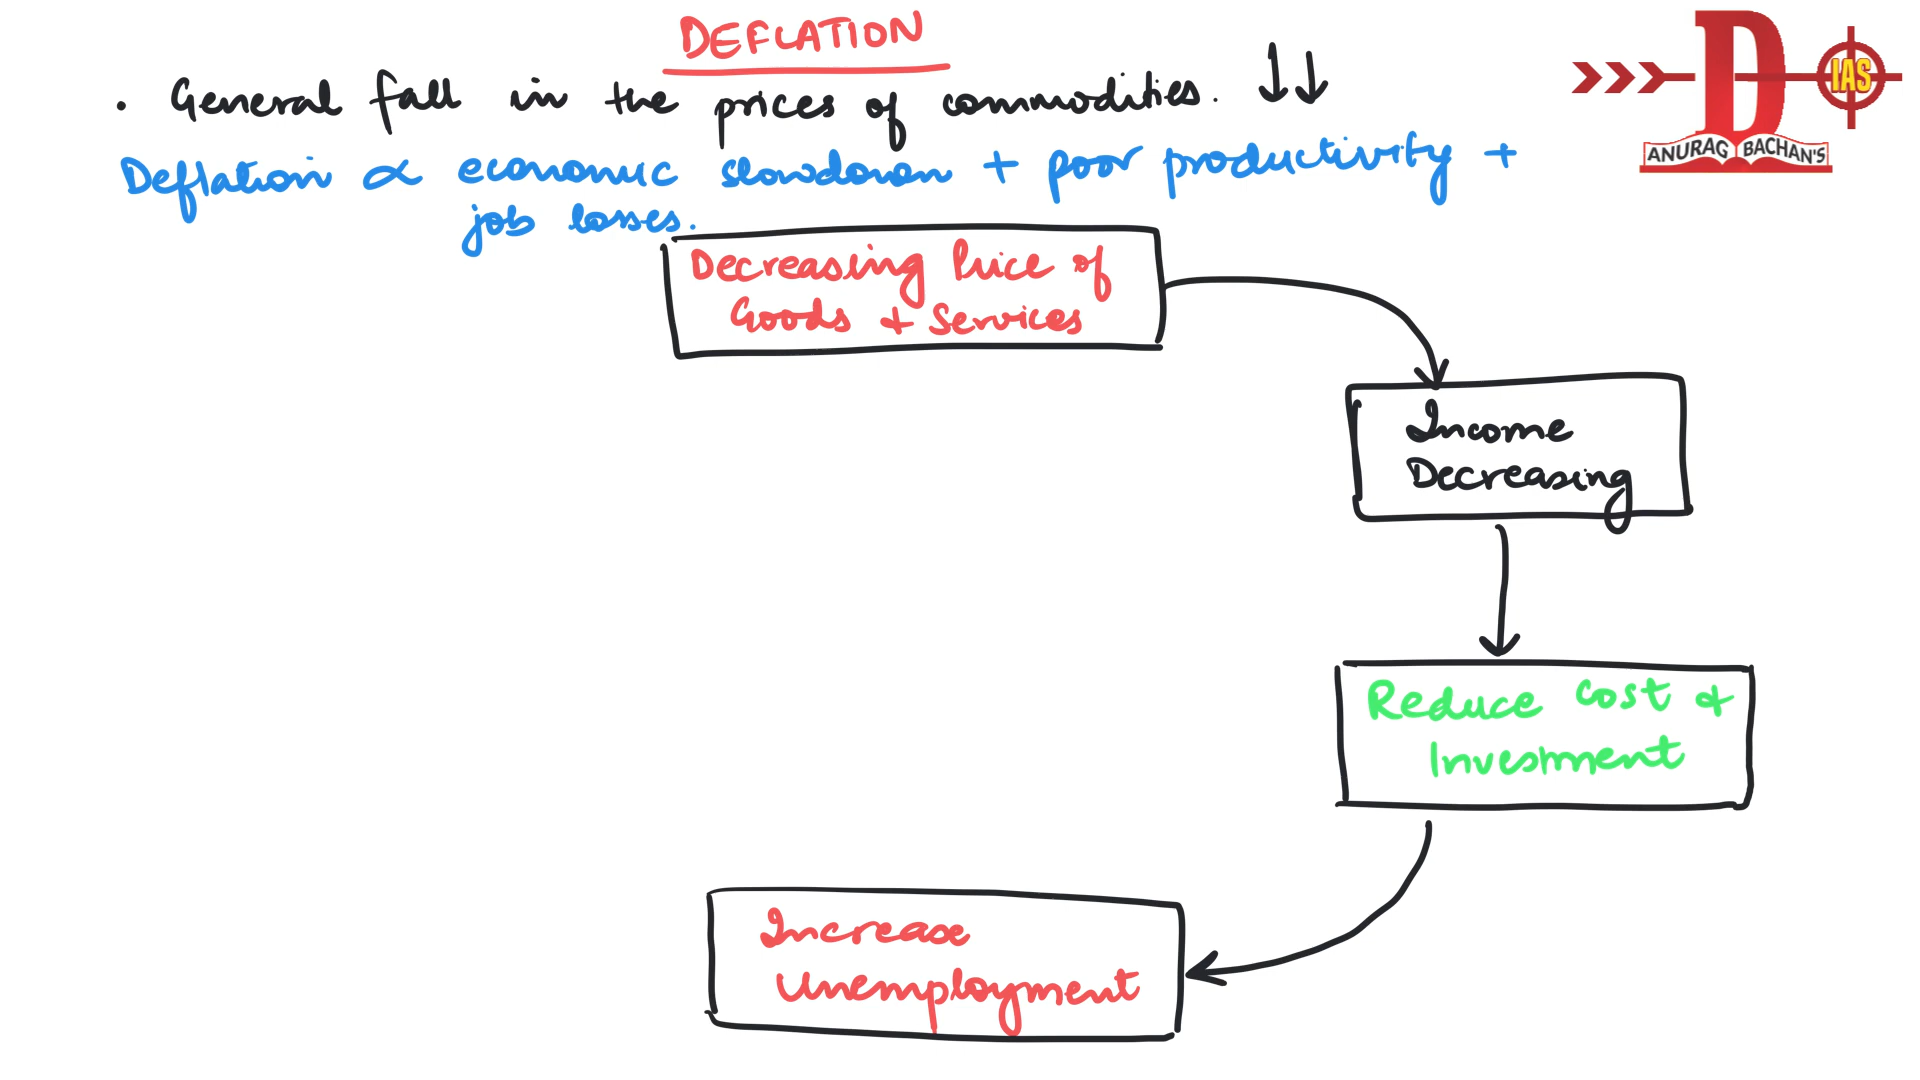 DEFLATION
IAS
ANURAG BACHAN'S
. General fall in the prices of commodities. ↓↓
Deflation ∝ economic slowdown + poor productivity +
job losses.
Decreasing Price of
Goods & Services
Income
Decreasing
Reduce cost &
Investment
Increase
Unemployment